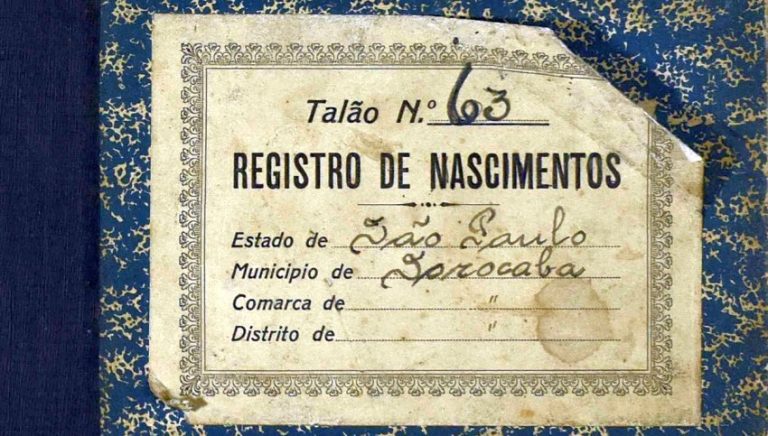 Talão N.º 63
REGISTRO DE NASCIMENTOS
Estado de São Paulo
Municipio de Sorocaba
Comarca de "
Distrito de "